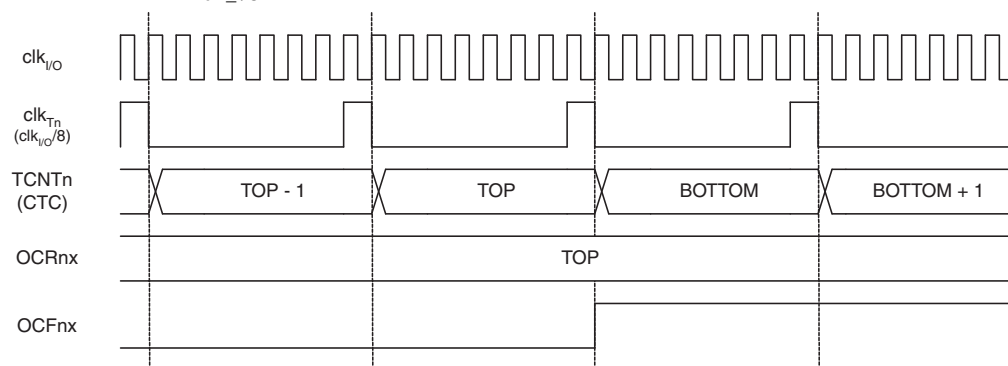 clkI/O
clkTn
(clkI/O/8)
TCNTn
(CTC)
TOP - 1
TOP
BOTTOM
BOTTOM + 1
OCRnx
TOP
OCFnx